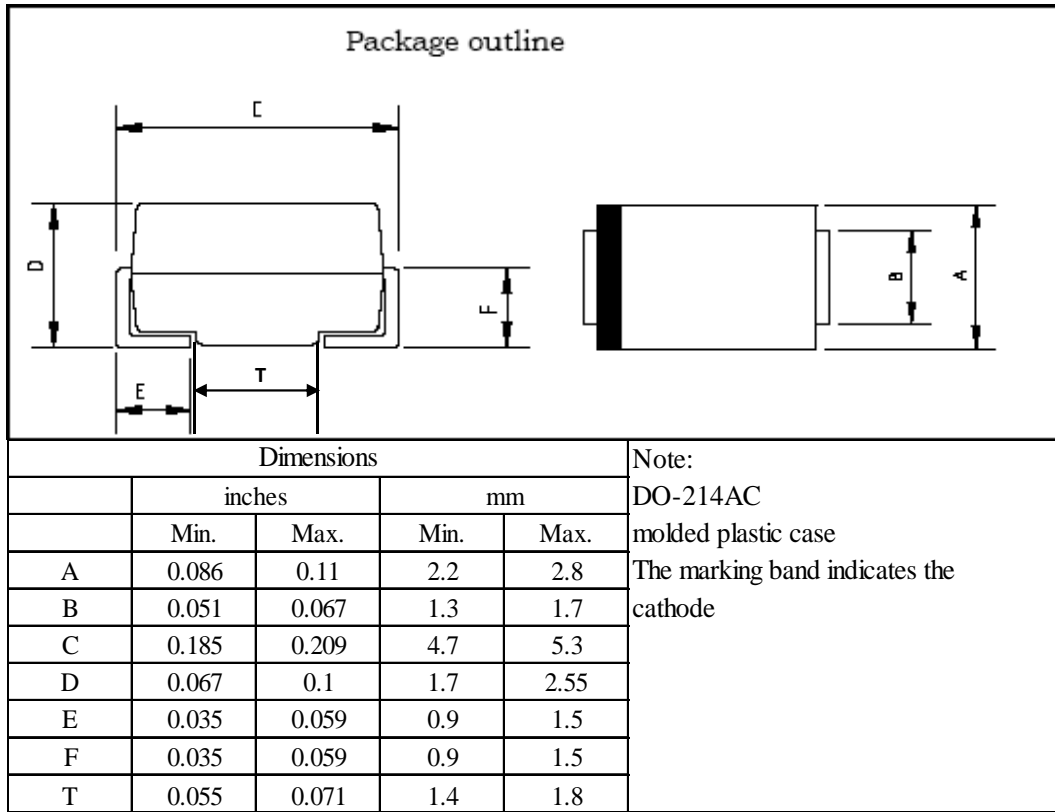 Package outline
C
D
F
E
T
B
A
Dimensions
Note:
inches mm
DO-214AC
Min. Max. Min. Max.
molded plastic case
A 0.086 0.11 2.2 2.8
The marking band indicates the
B 0.051 0.067 1.3 1.7
cathode
C 0.185 0.209 4.7 5.3
D 0.067 0.1 1.7 2.55
E 0.035 0.059 0.9 1.5
F 0.035 0.059 0.9 1.5
T 0.055 0.071 1.4 1.8